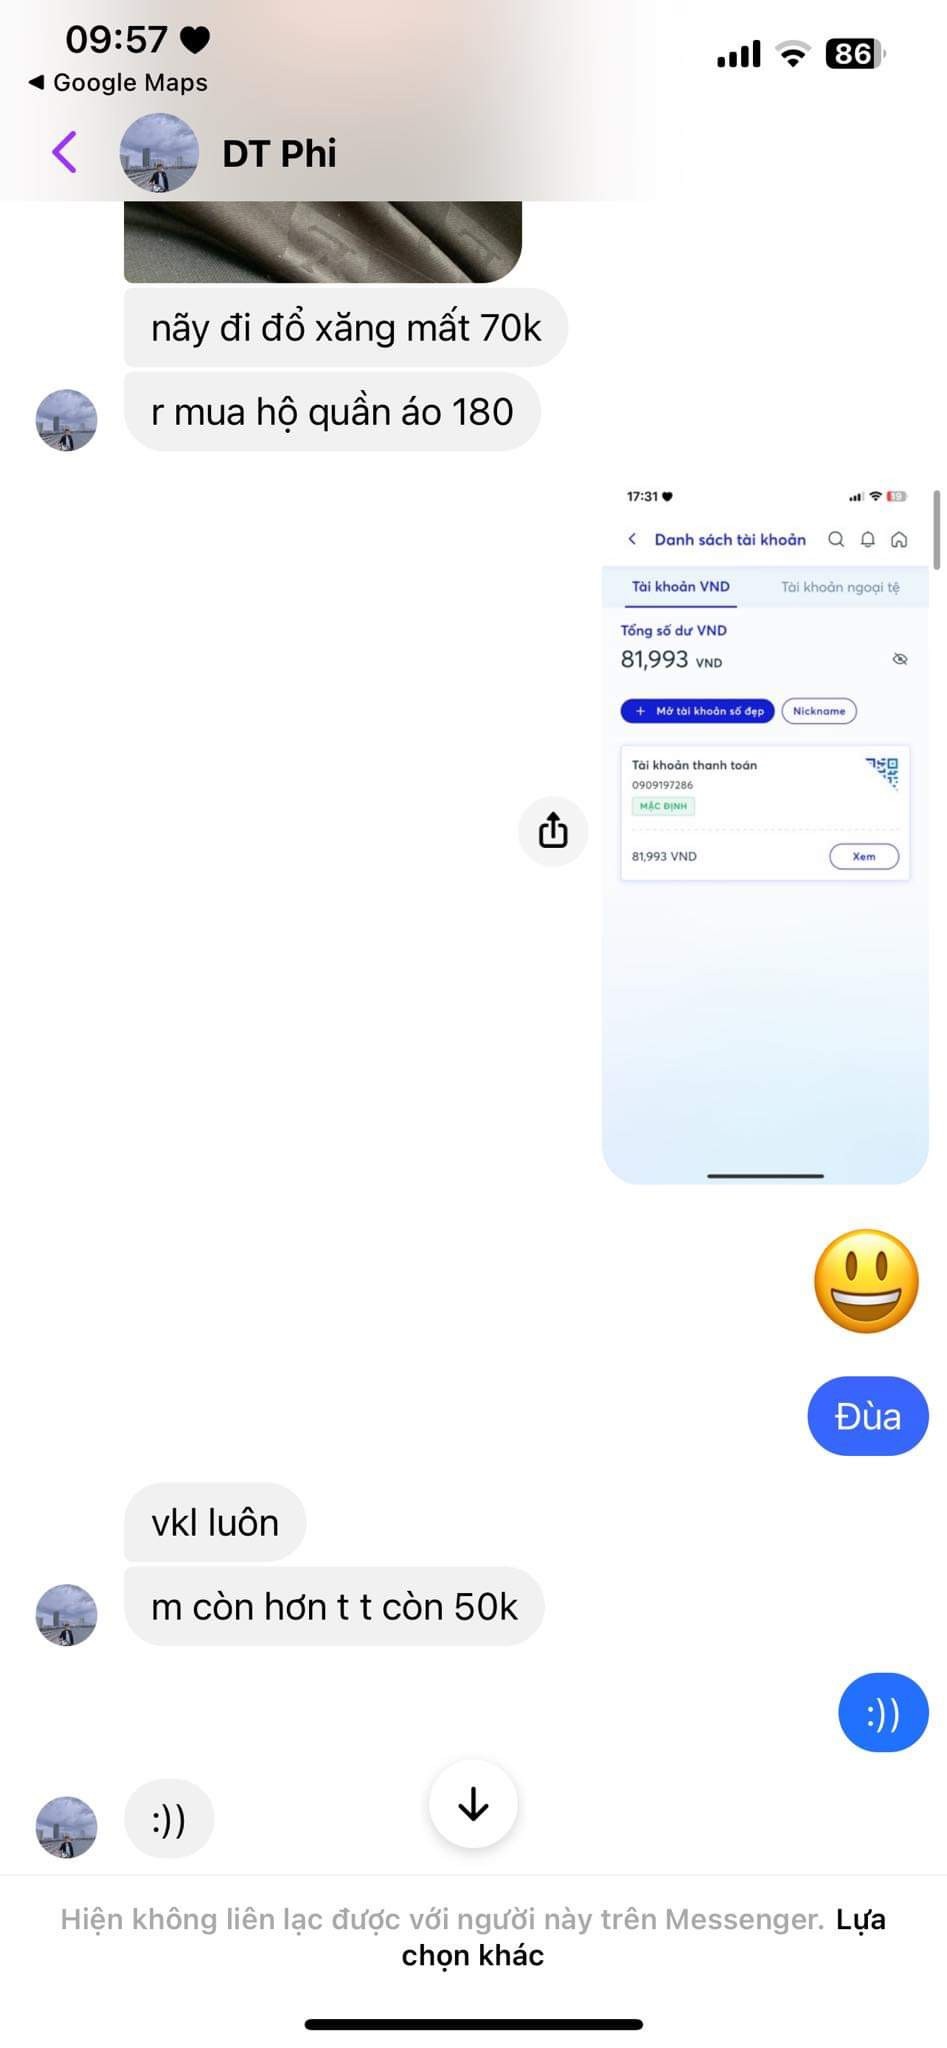 09:57
86
◀ Google Maps
DT Phi
nãy đi đổ xăng mất 70k
r mua hộ quần áo 180
17:31
19
Danh sách tài khoản
Tài khoản VND
Tài khoản ngoại tệ
Tổng số dư VND
81,993 VND
+ Mở tài khoản số đẹp
Nickname
Tài khoản thanh toán
0909197286
MẶC ĐỊNH
81,993 VND
Xem
Đùa
vkl luôn
m còn hơn t t còn 50k
:))
:))
Hiện không liên lạc được với người này trên Messenger. Lựa
chọn khác